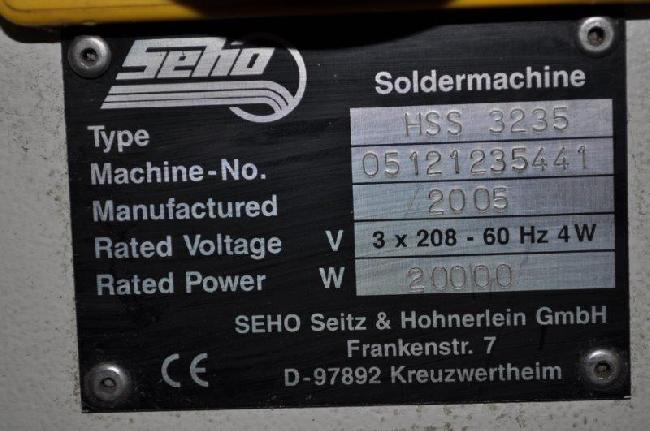 Seho
Soldermachine
Type HSS 3235
Machine-No. 05121235441
Manufactured /2005
Rated Voltage V 3 x 208 - 60 Hz 4W
Rated Power W 20000
SEHO Seitz & Hohnerlein GmbH
Frankenstr. 7
CE D-97892 Kreuzwertheim